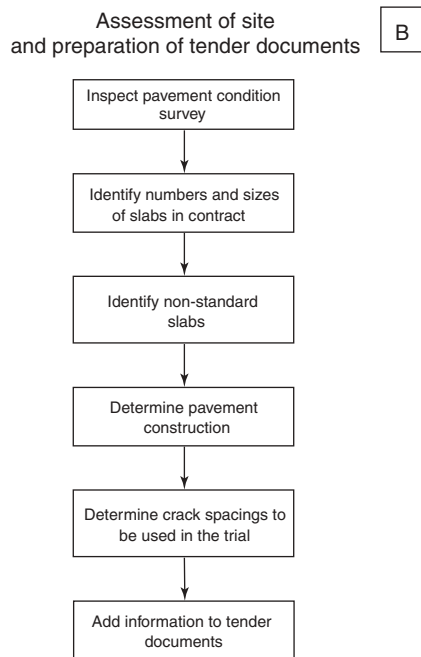 Assessment of site
and preparation of tender documents
B
Inspect pavement condition
survey
Identify numbers and sizes
of slabs in contract
Identify non-standard
slabs
Determine pavement
construction
Determine crack spacings to
be used in the trial
Add information to tender
documents